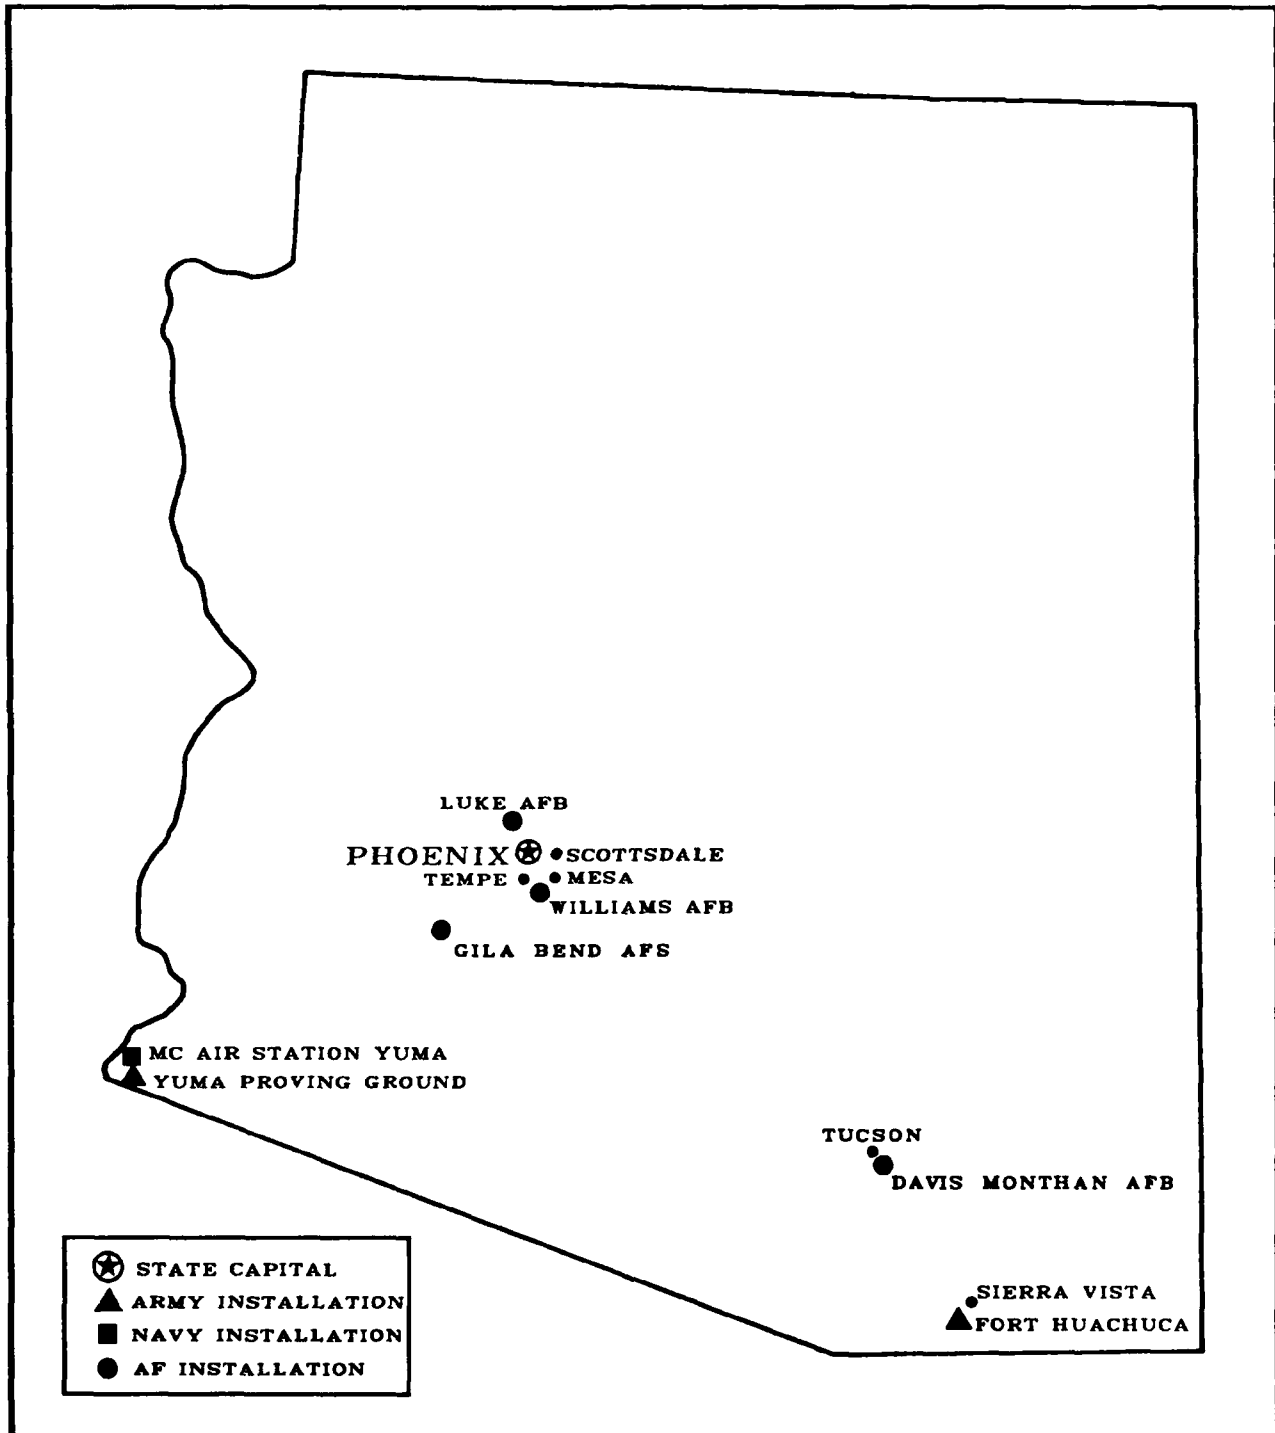 LUKE AFB
PHOENIX
SCOTTSDALE
TEMPE
MESA
WILLIAMS AFB
GILA BEND AFS
MC AIR STATION YUMA
YUMA PROVING GROUND
TUCSON
DAVIS MONTHAN AFB
SIERRA VISTA
FORT HUACHUCA
STATE CAPITAL
ARMY INSTALLATION
NAVY INSTALLATION
AF INSTALLATION